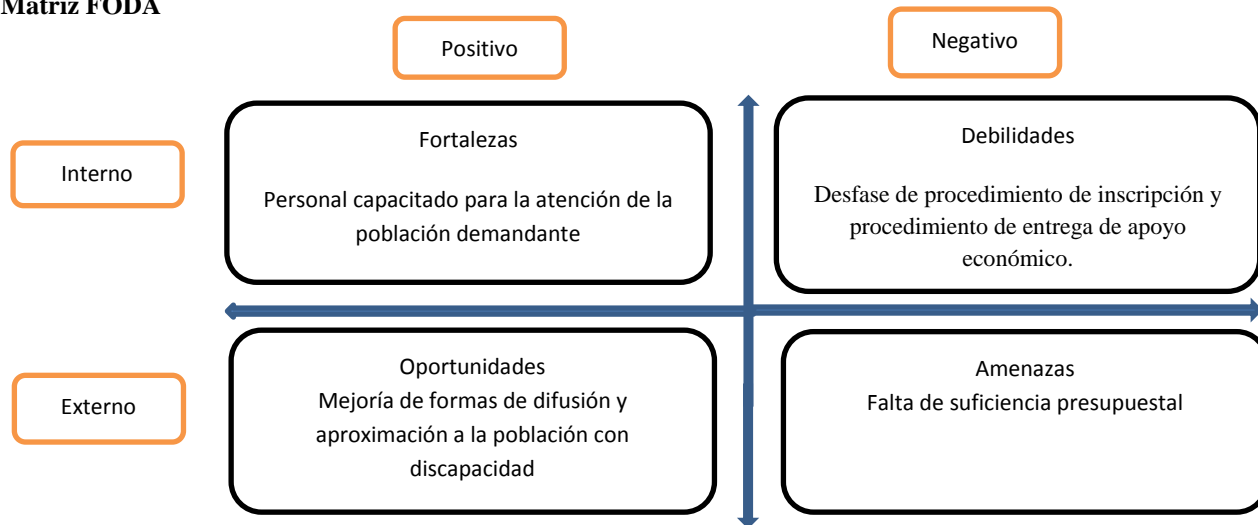 Matriz FODA
Positivo
Negativo
Interno
Fortalezas
Personal capacitado para la atención de la
población demandante
Debilidades
Desfase de procedimiento de inscripción y
procedimiento de entrega de apoyo
económico.
Externo
Oportunidades
Mejoría de formas de difusión y
aproximación a la población con
discapacidad
Amenazas
Falta de suficiencia presupuestal